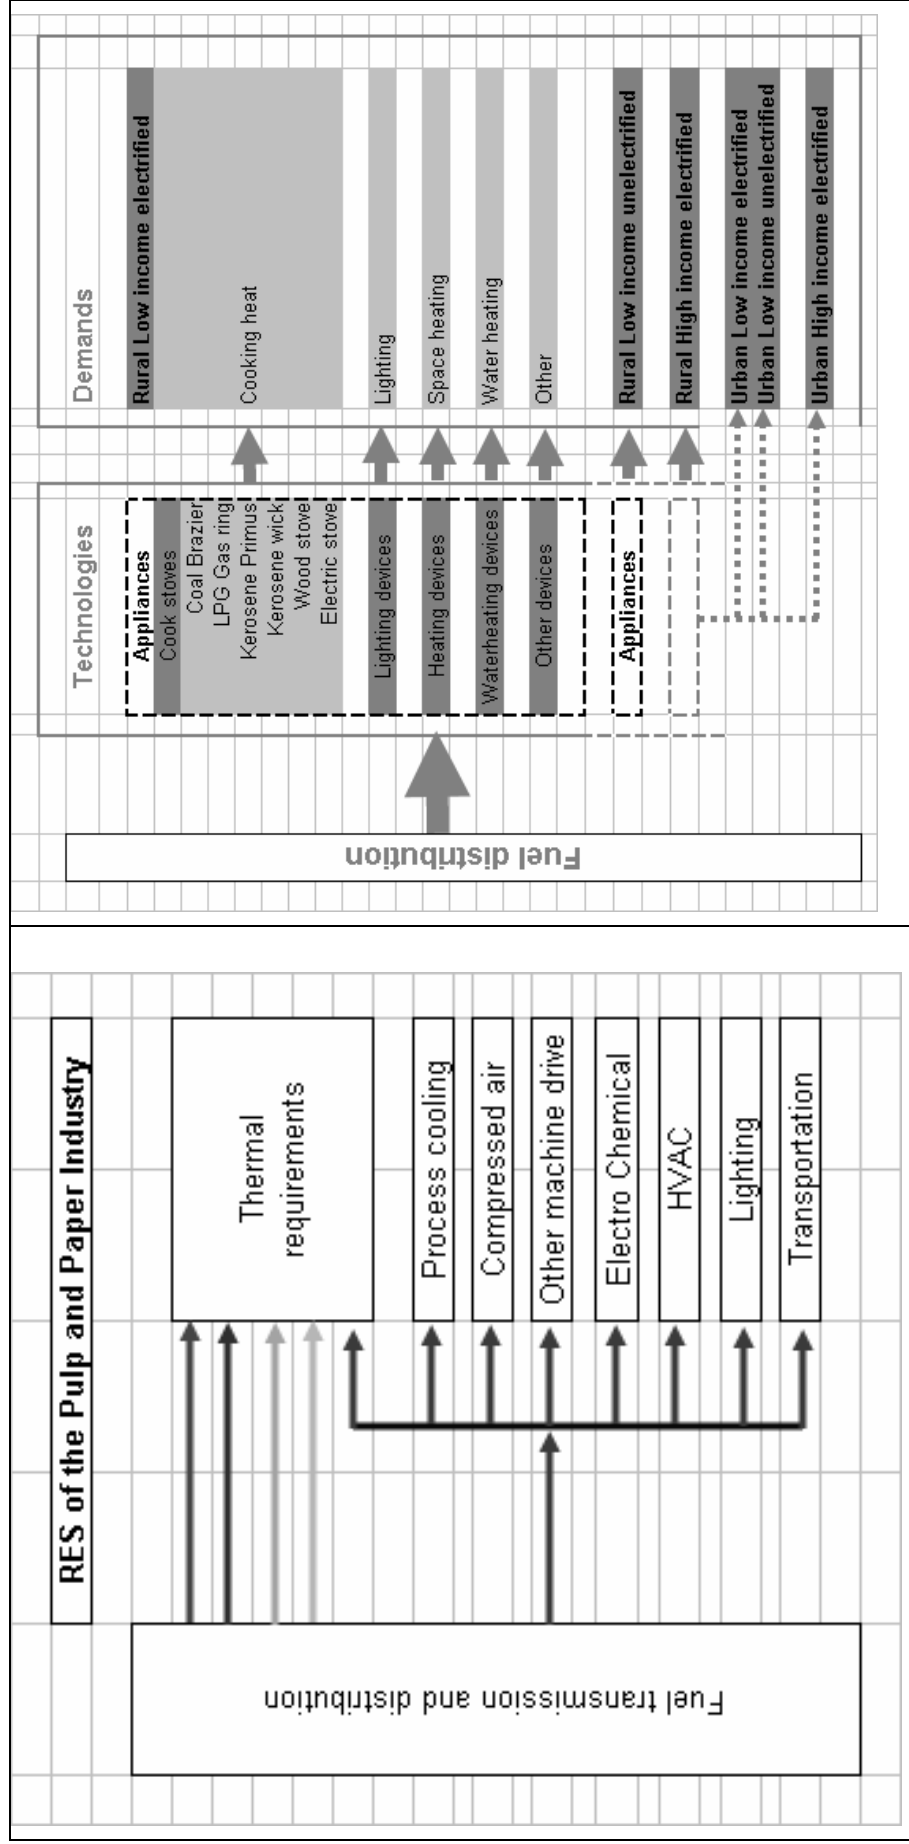 RES of the Pulp and Paper Industry
Fuel transmission and distribution
Thermal
requirements
Process cooling
Compressed air
Other machine drive
Electro Chemical
HVAC
Lighting
Transportation
Fuel distribution
Technologies
Appliances
Cook stoves
Coal Brazier
LPG Gas ring
Kerosene Primus
Kerosene wick
Wood stove
Electric stove
Lighting devices
Heating devices
Waterheating devices
Other devices
Appliances
Demands
Rural Low income electrified
Cooking heat
Lighting
Space heating
Water heating
Other
Rural Low income unelectrified
Rural High income electrified
Urban Low income electrified
Urban Low income unelectrified
Urban High income electrified